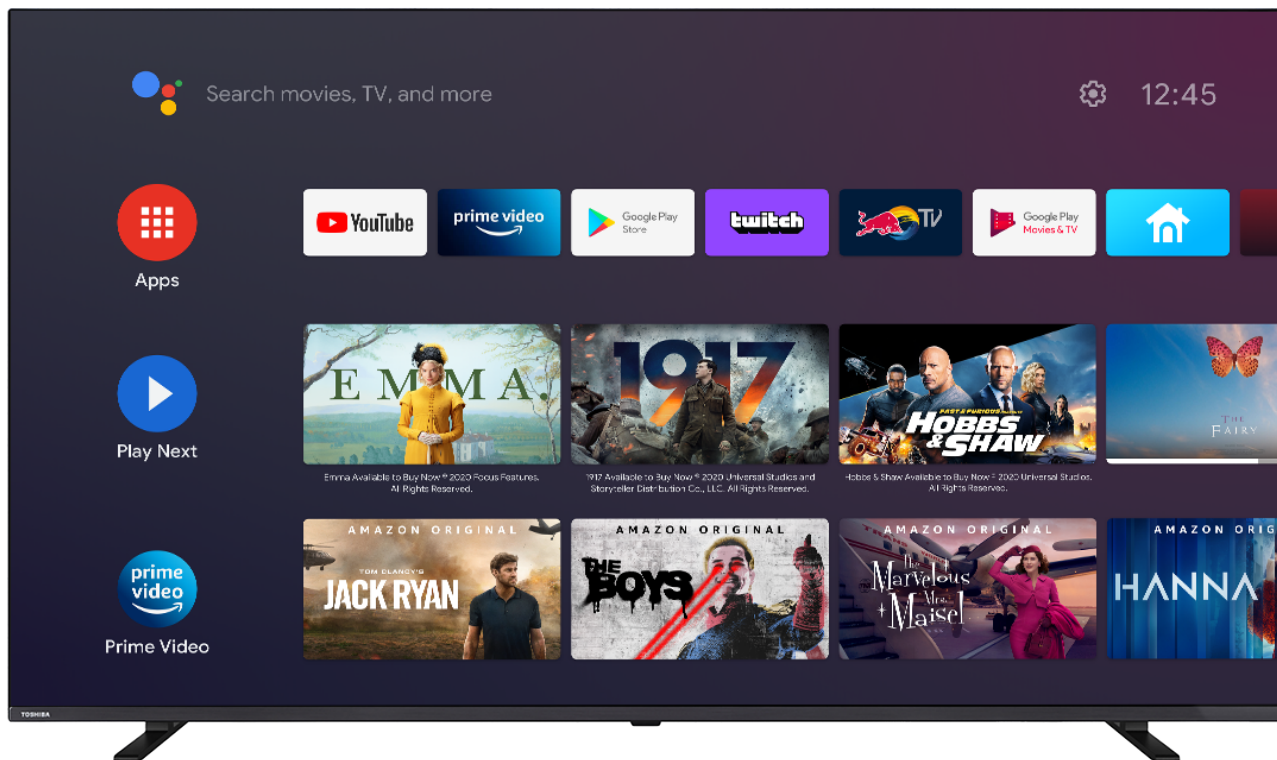 Search movies, TV, and more
12:45
Apps
YouTube
prime video
Google Play
Store
twitch
TV
Google Play
Movies & TV
Play Next
EMMA.
1917
FAST & FURIOUS
HOBBS
& SHAW
THE
FAIRY
Emma Available to Buy Now © 2020 Focus Features.
All Rights Reserved.
1917 Available to Buy Now © 2020 Universal Studios and
Storyteller Distribution Co., LLC. All Rights Reserved.
Hobbs & Shaw Available to Buy Now © 2020 Universal Studios.
All Rights Reserved.
prime
video
Prime Video
AMAZON ORIGINAL
TOM CLANCY'S
JACK RYAN
AMAZON ORIGINAL
THE
BOYS
AMAZON ORIGINAL
The
Marvelous
Mrs.
Maisel
AMAZON ORIG
HANNA
TOSHIBA